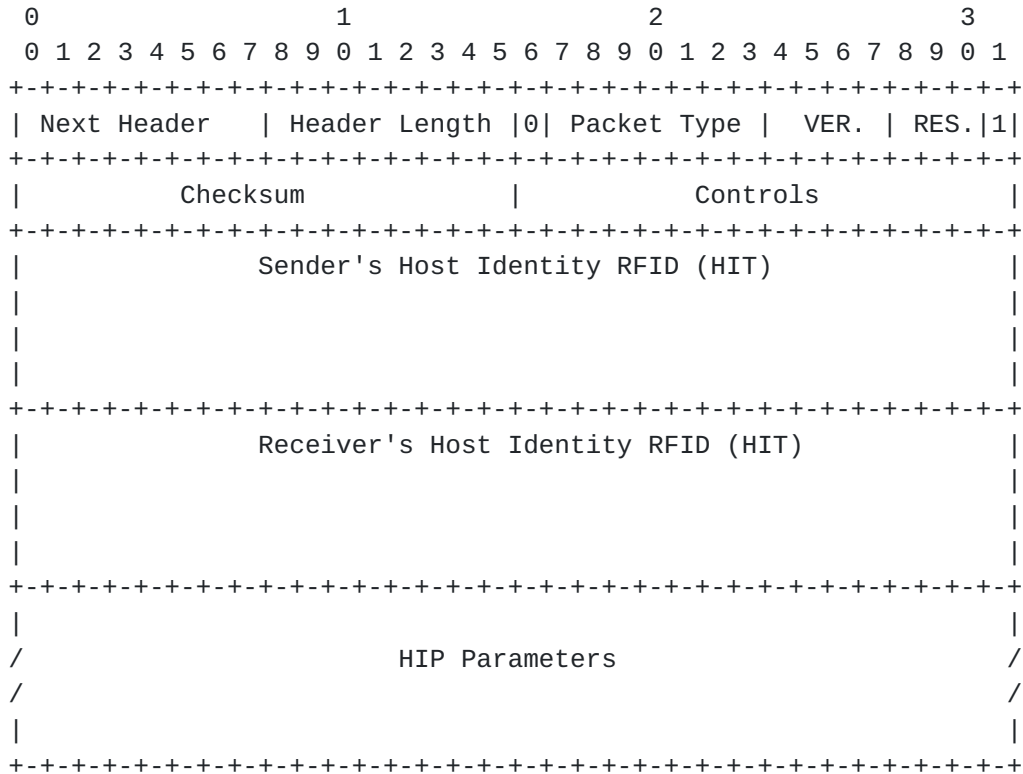 0                   1                   2                   3
 0 1 2 3 4 5 6 7 8 9 0 1 2 3 4 5 6 7 8 9 0 1 2 3 4 5 6 7 8 9 0 1
+-+-+-+-+-+-+-+-+-+-+-+-+-+-+-+-+-+-+-+-+-+-+-+-+-+-+-+-+-+-+-+-+
| Next Header   | Header Length |0| Packet Type |  VER. | RES.|1|
+-+-+-+-+-+-+-+-+-+-+-+-+-+-+-+-+-+-+-+-+-+-+-+-+-+-+-+-+-+-+-+-+
|          Checksum             |           Controls            |
+-+-+-+-+-+-+-+-+-+-+-+-+-+-+-+-+-+-+-+-+-+-+-+-+-+-+-+-+-+-+-+-+
|               Sender's Host Identity RFID (HIT)               |
|                                                               |
|                                                               |
|                                                               |
+-+-+-+-+-+-+-+-+-+-+-+-+-+-+-+-+-+-+-+-+-+-+-+-+-+-+-+-+-+-+-+-+
|               Receiver's Host Identity RFID (HIT)             |
|                                                               |
|                                                               |
|                                                               |
+-+-+-+-+-+-+-+-+-+-+-+-+-+-+-+-+-+-+-+-+-+-+-+-+-+-+-+-+-+-+-+-+
|                                                               |
/                        HIP Parameters                         /
/                                                               /
|                                                               |
+-+-+-+-+-+-+-+-+-+-+-+-+-+-+-+-+-+-+-+-+-+-+-+-+-+-+-+-+-+-+-+-+